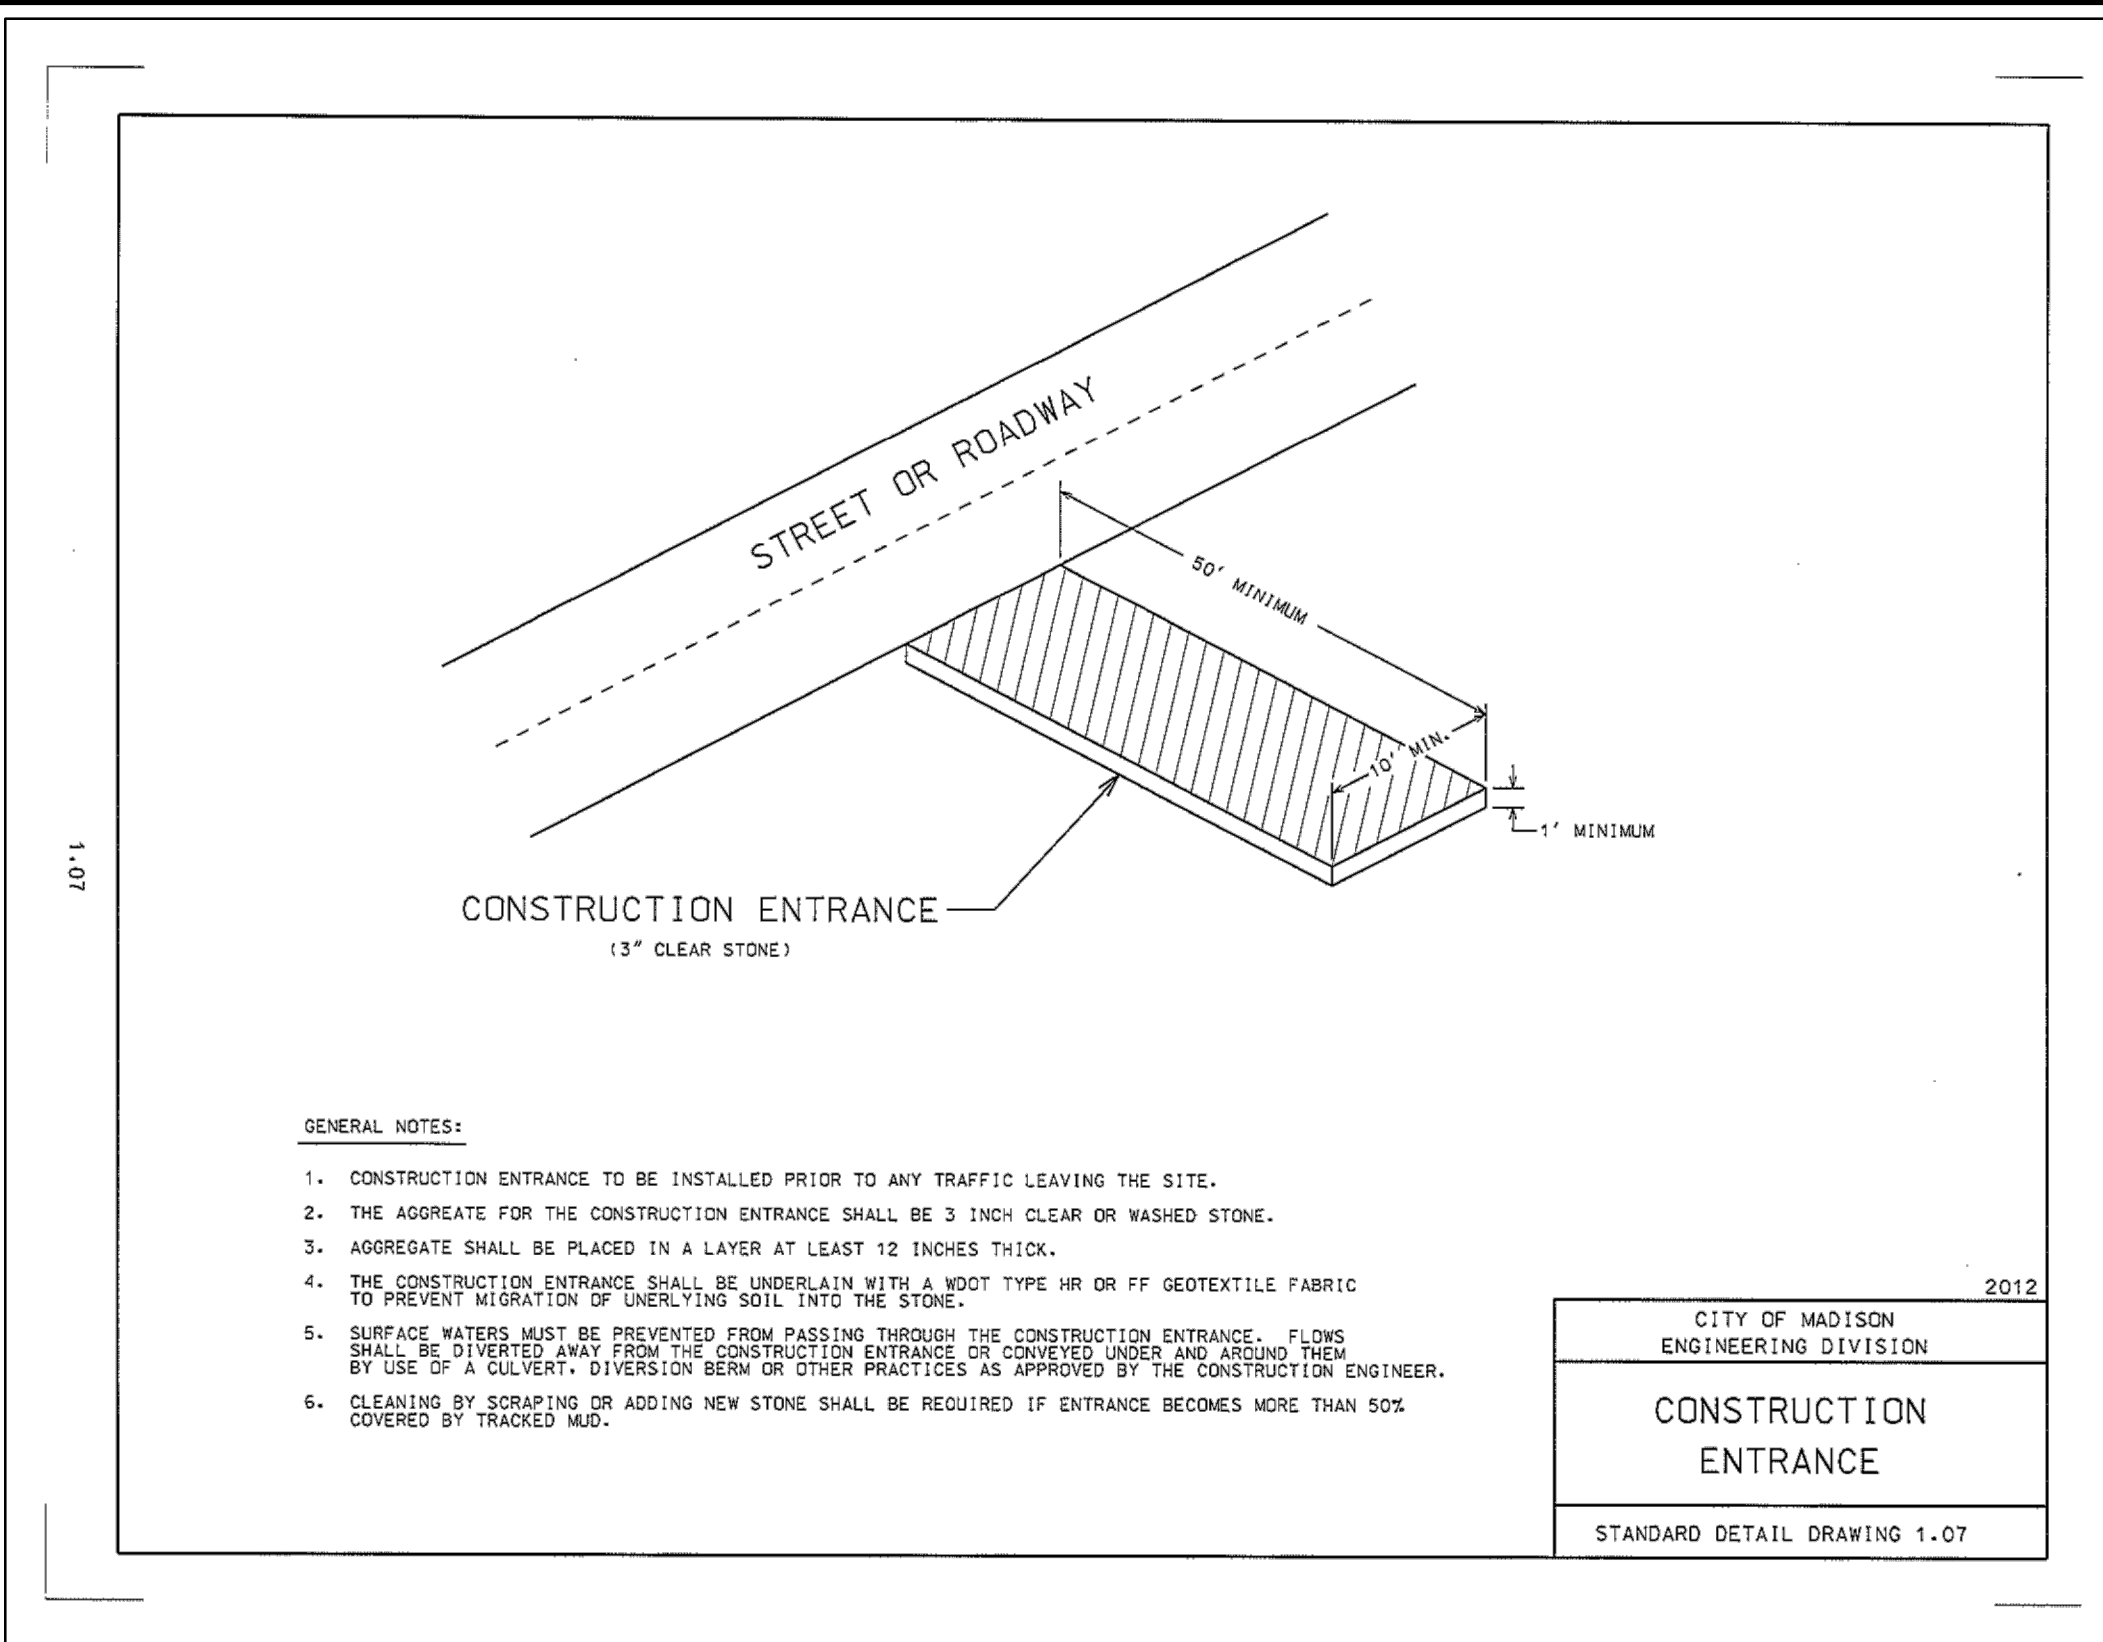 STREET OR ROADWAY
50' MINIMUM
10' MIN.
1' MINIMUM
CONSTRUCTION ENTRANCE
(3" CLEAR STONE)
1.07
GENERAL NOTES:
1. CONSTRUCTION ENTRANCE TO BE INSTALLED PRIOR TO ANY TRAFFIC LEAVING THE SITE.
2. THE AGGREATE FOR THE CONSTRUCTION ENTRANCE SHALL BE 3 INCH CLEAR OR WASHED STONE.
3. AGGREGATE SHALL BE PLACED IN A LAYER AT LEAST 12 INCHES THICK.
4. THE CONSTRUCTION ENTRANCE SHALL BE UNDERLAIN WITH A WDOT TYPE HR OR FF GEOTEXTILE FABRIC
TO PREVENT MIGRATION OF UNERLYING SOIL INTO THE STONE.
5. SURFACE WATERS MUST BE PREVENTED FROM PASSING THROUGH THE CONSTRUCTION ENTRANCE. FLOWS
SHALL BE DIVERTED AWAY FROM THE CONSTRUCTION ENTRANCE OR CONVEYED UNDER AND AROUND THEM
BY USE OF A CULVERT, DIVERSION BERM OR OTHER PRACTICES AS APPROVED BY THE CONSTRUCTION ENGINEER.
6. CLEANING BY SCRAPING OR ADDING NEW STONE SHALL BE REQUIRED IF ENTRANCE BECOMES MORE THAN 50%
COVERED BY TRACKED MUD.
2012
CITY OF MADISON
ENGINEERING DIVISION
CONSTRUCTION
ENTRANCE
STANDARD DETAIL DRAWING 1.07